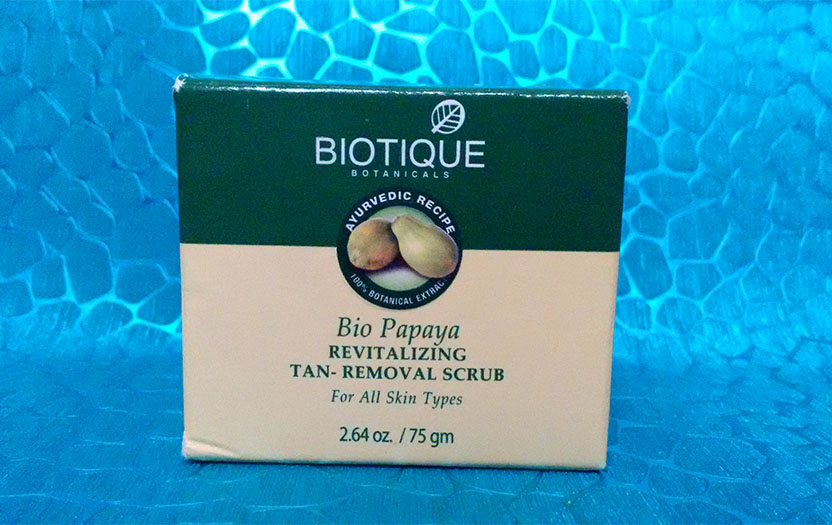 BIOTIQUE
BOTANICALS
AYURVEDIC RECIPE
100% BOTANICAL EXTRAC
Bio Papaya
REVITALIZING
TAN- REMOVAL SCRUB
For All Skin Types
2.64 oz. / 75 gm